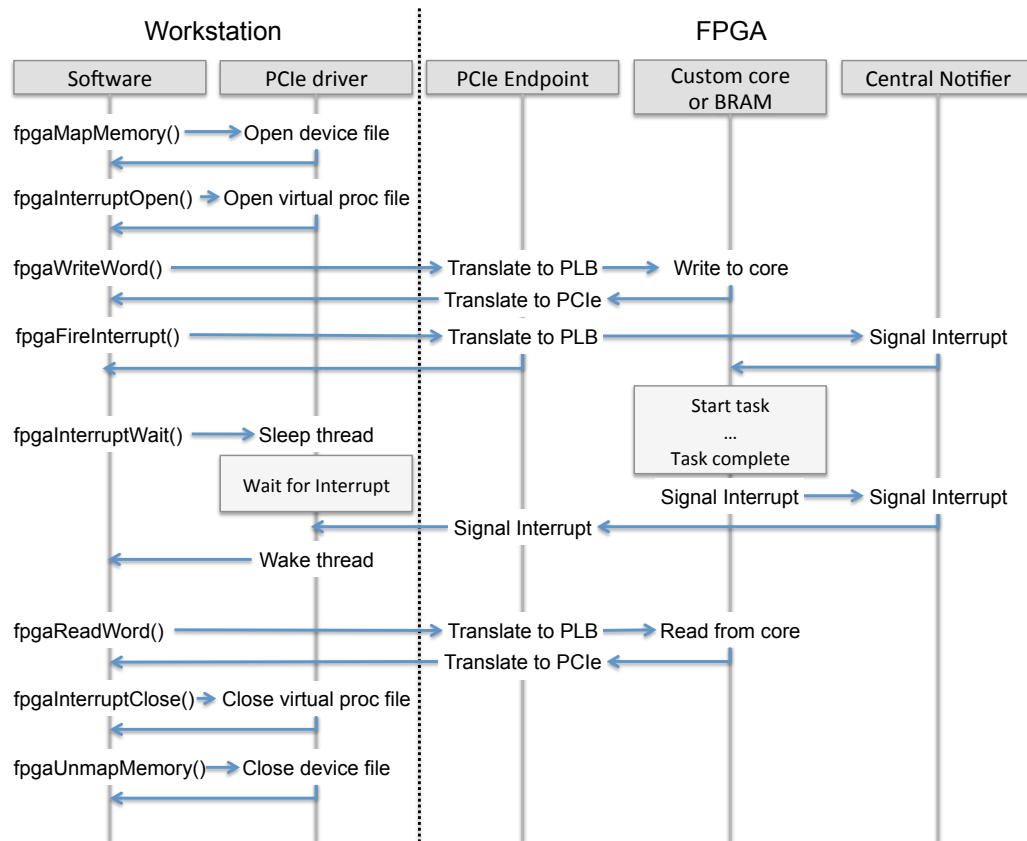 Workstation
FPGA
Software
PCIe driver
PCIe Endpoint
Custom core
or BRAM
Central Notifier
fpgaMapMemory()
Open device file
fpgaInterruptOpen()
Open virtual proc file
fpgaWriteWord()
Translate to PLB
Write to core
Translate to PCIe
fpgaFireInterrupt()
Translate to PLB
Signal Interrupt
Start task
...
Task complete
fpgaInterruptWait()
Sleep thread
Wait for Interrupt
Signal Interrupt
Signal Interrupt
Signal Interrupt
Wake thread
fpgaReadWord()
Translate to PLB
Read from core
Translate to PCIe
fpgaInterruptClose()
Close virtual proc file
fpgaUnmapMemory()
Close device file